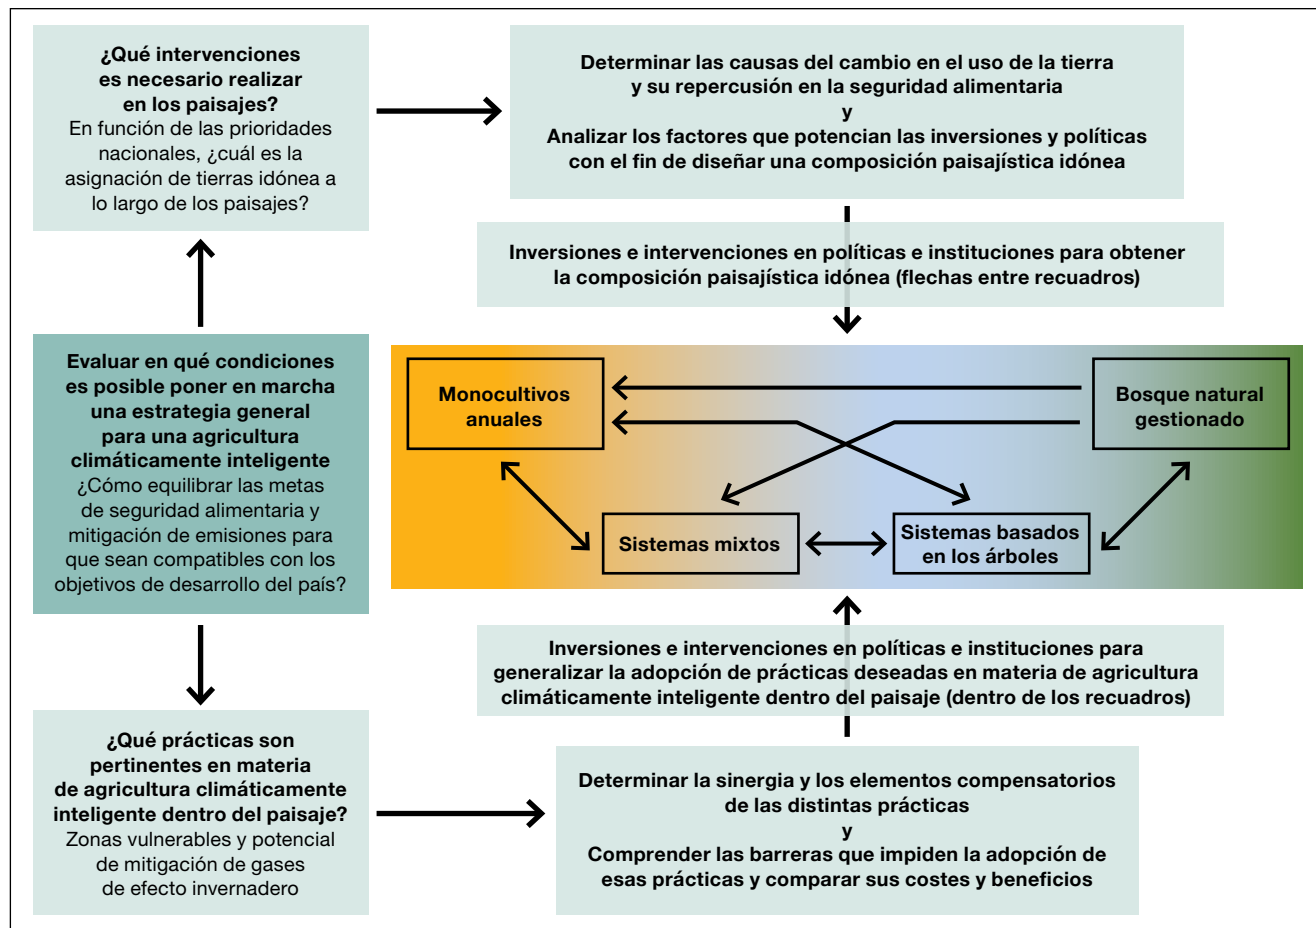 ¿Qué intervenciones
es necesario realizar
en los paisajes?
En función de las prioridades
nacionales, ¿cuál es la
asignación de tierras idónea a
lo largo de los paisajes?
Determinar las causas del cambio en el uso de la tierra
y su repercusión en la seguridad alimentaria
y
Analizar los factores que potencian las inversiones y políticas
con el fin de diseñar una composición paisajística idónea
Inversiones e intervenciones en políticas e instituciones para obtener
la composición paisajística idónea (flechas entre recuadros)
Evaluar en qué condiciones
es posible poner en marcha
una estrategia general
para una agricultura
climáticamente inteligente
¿Cómo equilibrar las metas
de seguridad alimentaria y
mitigación de emisiones para
que sean compatibles con los
objetivos de desarrollo del país?
Monocultivos
anuales
Bosque natural
gestionado
Sistemas mixtos
Sistemas basados
en los árboles
Inversiones e intervenciones en políticas e instituciones para
generalizar la adopción de prácticas deseadas en materia de agricultura
climáticamente inteligente dentro del paisaje (dentro de los recuadros)
¿Qué prácticas son
pertinentes en materia
de agricultura climáticamente
inteligente dentro del paisaje?
Zonas vulnerables y potencial
de mitigación de gases
de efecto invernadero
Determinar la sinergia y los elementos compensatorios
de las distintas prácticas
y
Comprender las barreras que impiden la adopción de
esas prácticas y comparar sus costes y beneficios